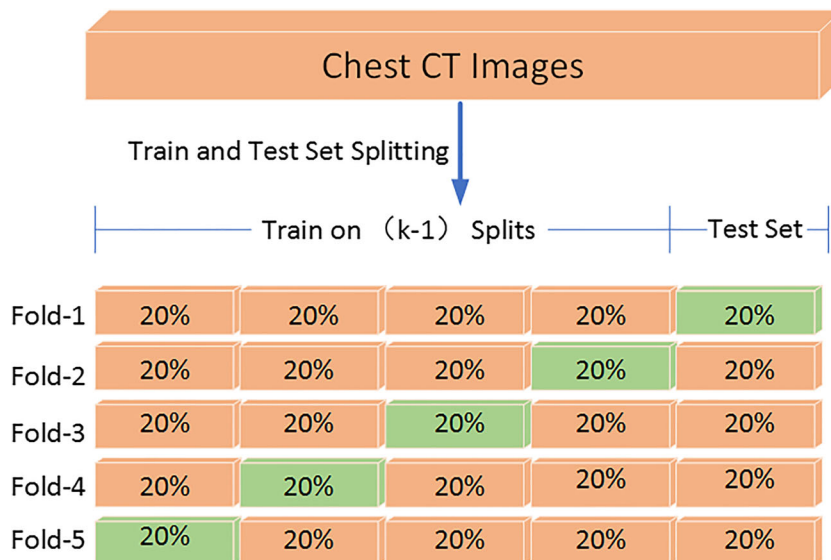 Chest CT Images
Train and Test Set Splitting
Train on （k-1） Splits Test Set
Fold-1 20% 20% 20% 20% 20%
Fold-2 20% 20% 20% 20% 20%
Fold-3 20% 20% 20% 20% 20%
Fold-4 20% 20% 20% 20% 20%
Fold-5 20% 20% 20% 20% 20%